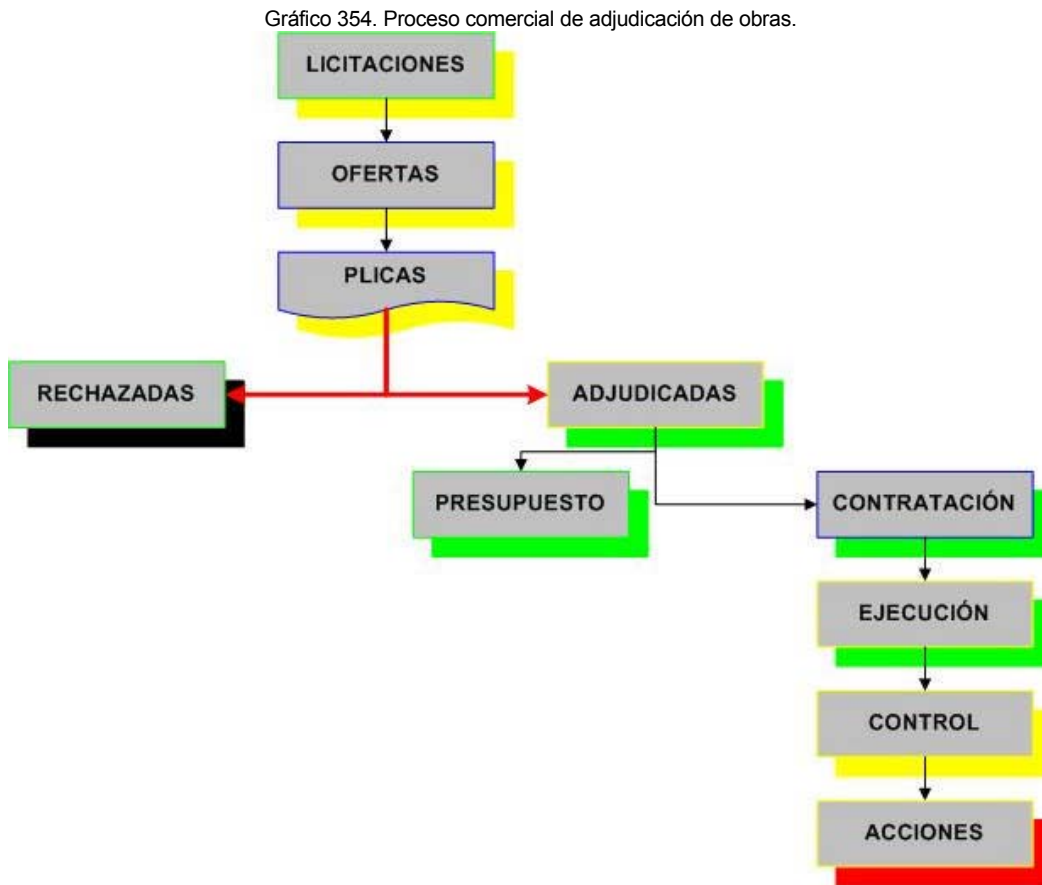 Gráfico 354. Proceso comercial de adjudicación de obras.
LICITACIONES
OFERTAS
PLICAS
RECHAZADAS
ADJUDICADAS
PRESUPUESTO
CONTRATACIÓN
EJECUCIÓN
CONTROL
ACCIONES